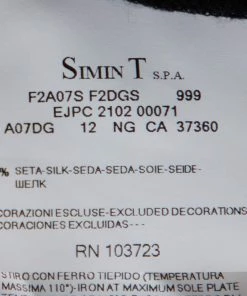 SIMIN T S.P.A.
F2A07S F2DGS 999
EJPC 2102 00071
A07DG 12 NG CA 37360
% SETA-SILK-SEDA-SEDA-SOIE-SEIDE-
ШЕЛК
CORAZIONI ESCLUSE-EXCLUDED DECORATIONS
CORACIONES EXCLUIDAS---
RN 103723
STIRO CON FERRO TIEPIDO (TEMPERATURA
MASSIMA 110°)-IRON AT MAXIMUM SOLE PLATE